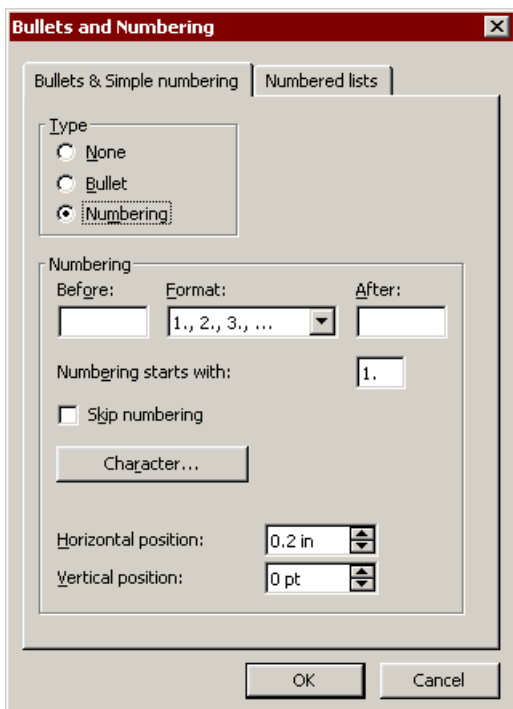 Bullets and Numbering
Bullets & Simple numbering Numbered lists
Type
None
Bullet
Numbering
Numbering
Before: Format: After:
1., 2., 3., ...
Numbering starts with: 1.
Skip numbering
Character...
Horizontal position: 0.2 in
Vertical position: 0 pt
OK Cancel